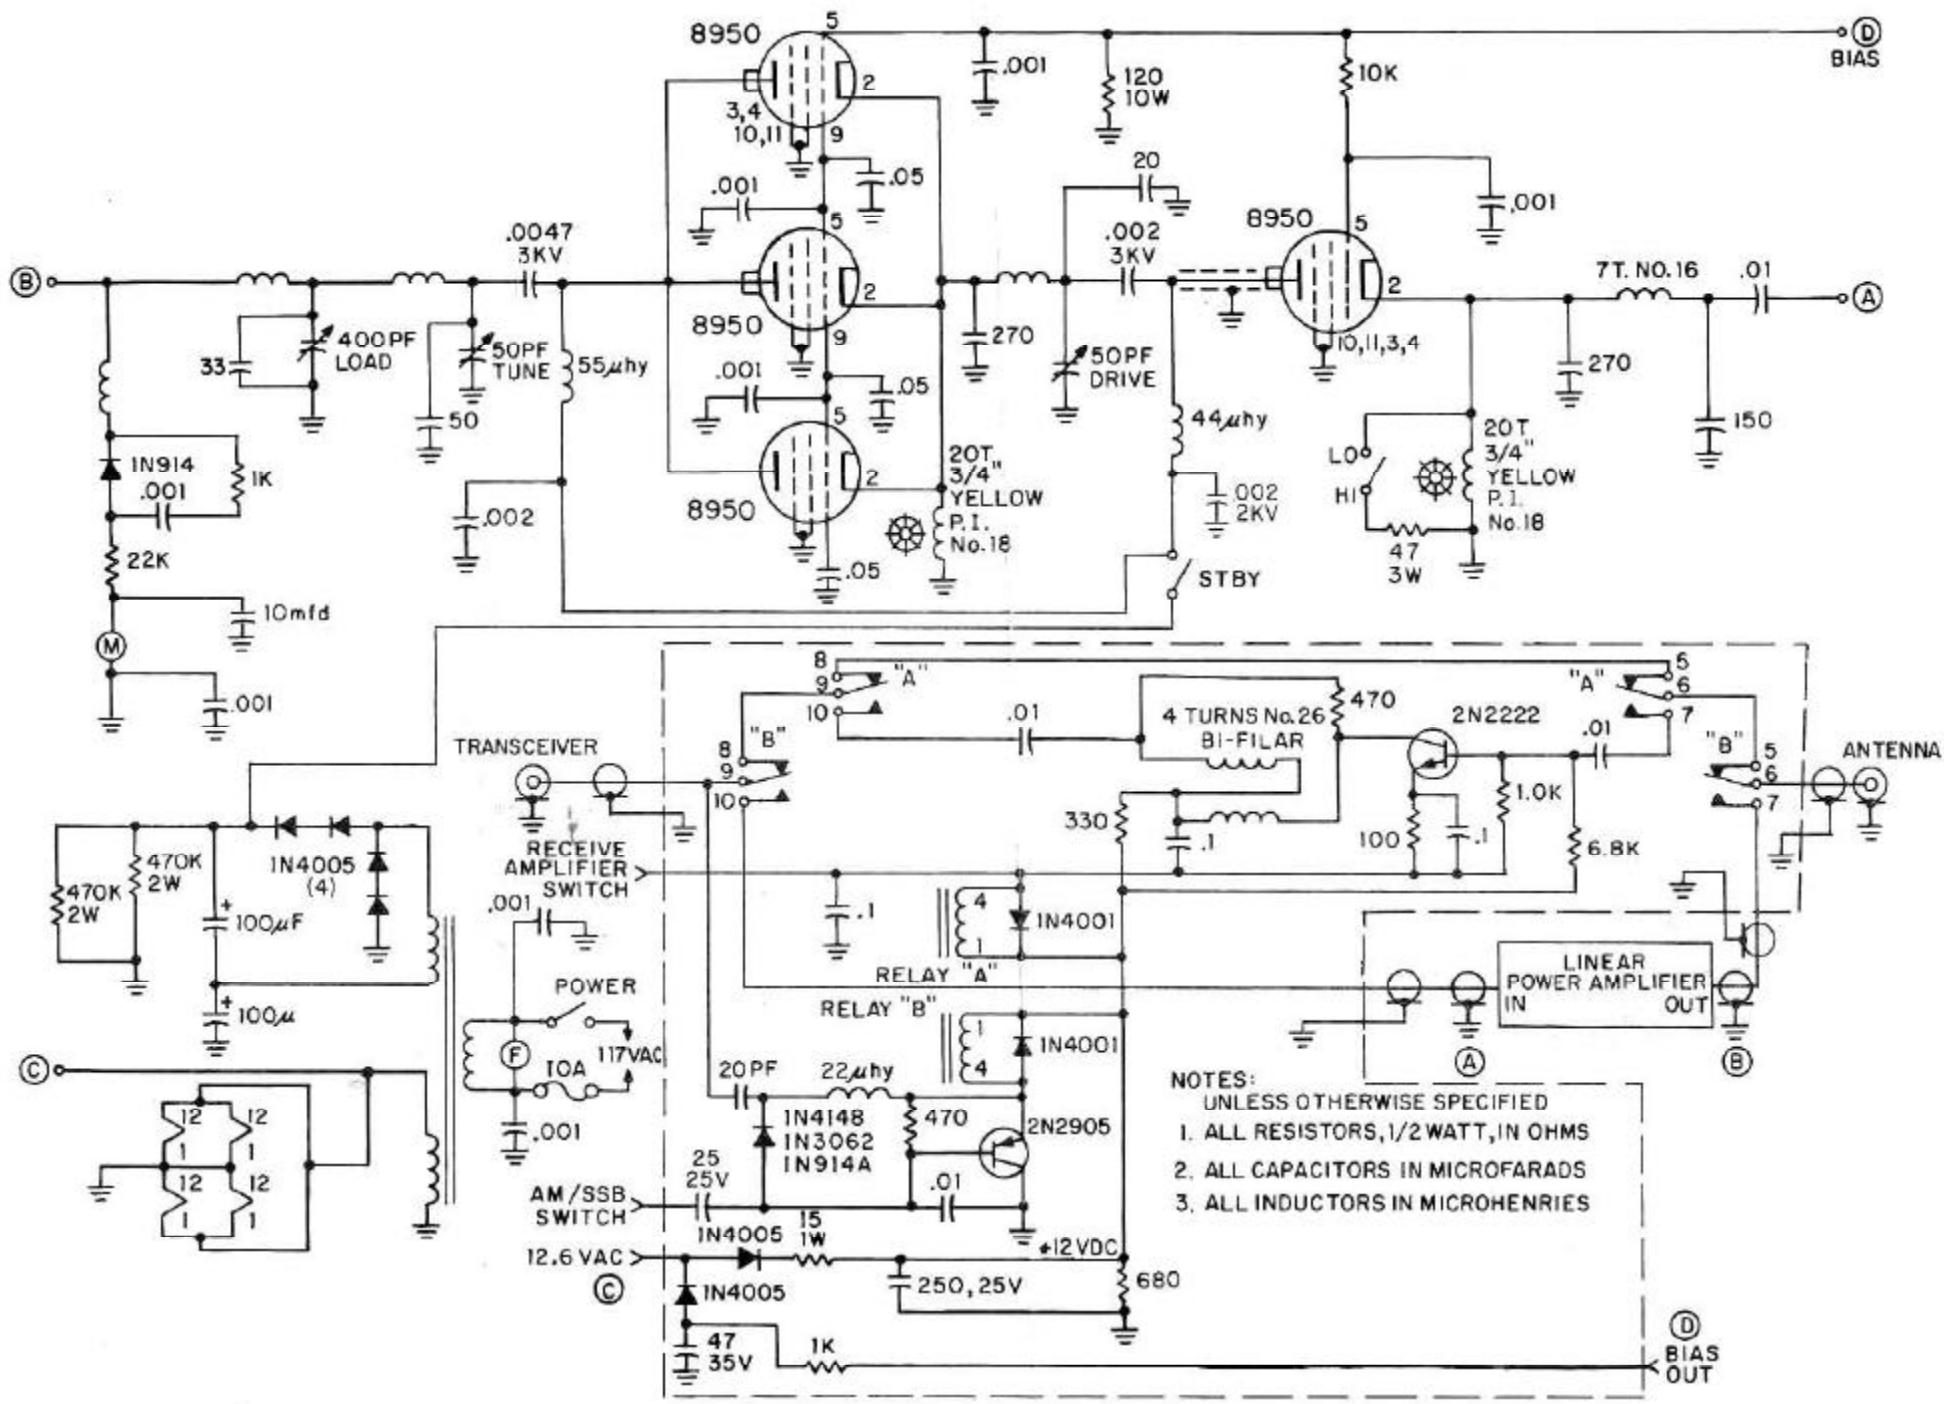 8950
5
2
3,4
10,11
9
.001
120
10W
10K
D
BIAS
.05
.001
20
.001
8950
5
B
.0047
3KV
5
2
8950
9
.002
3KV
2
10,11,3,4
7T. NO.16
.01
A
33
400PF
LOAD
50PF
TUNE
50
55µhy
.001
.05
5
270
50PF
DRIVE
270
150
1N914
.001
1K
22K
10mfd
M
.001
.002
8950
2
.05
20T
3/4"
YELLOW
P.I.
No.18
44µhy
.002
2KV
STBY
LO
HI
47
3W
20T
3/4"
YELLOW
P.I.
No.18
8
9
10
"A"
"A"
5
6
7
TRANSCEIVER
"B"
8
9
10
.01
4 TURNS No.26
BI-FILAR
470
2N2222
.01
"B"
5
6
7
ANTENNA
330
.1
100
.1
1.0K
6.8K
470K
2W
470K
2W
1N4005
(4)
+
100µF
+
100µ
RECEIVE
AMPLIFIER
SWITCH
.1
4
1
1N4001
RELAY "A"
RELAY "B"
1
4
1N4001
.001
POWER
F
10A
117VAC
.001
LINEAR
POWER AMPLIFIER
IN
OUT
A
B
C
12
12
1
1
12
12
1
1
20PF
22µhy
1N4148
1N3062
1N914A
470
2N2905
.01
AM/SSB
SWITCH
25
25V
12.6 VAC
C
1N4005
15
1W
+12VDC
250, 25V
680
1N4005
47
35V
1K
D
BIAS
OUT
NOTES:
UNLESS OTHERWISE SPECIFIED
1. ALL RESISTORS, 1/2 WATT, IN OHMS
2. ALL CAPACITORS IN MICROFARADS
3. ALL INDUCTORS IN MICROHENRIES